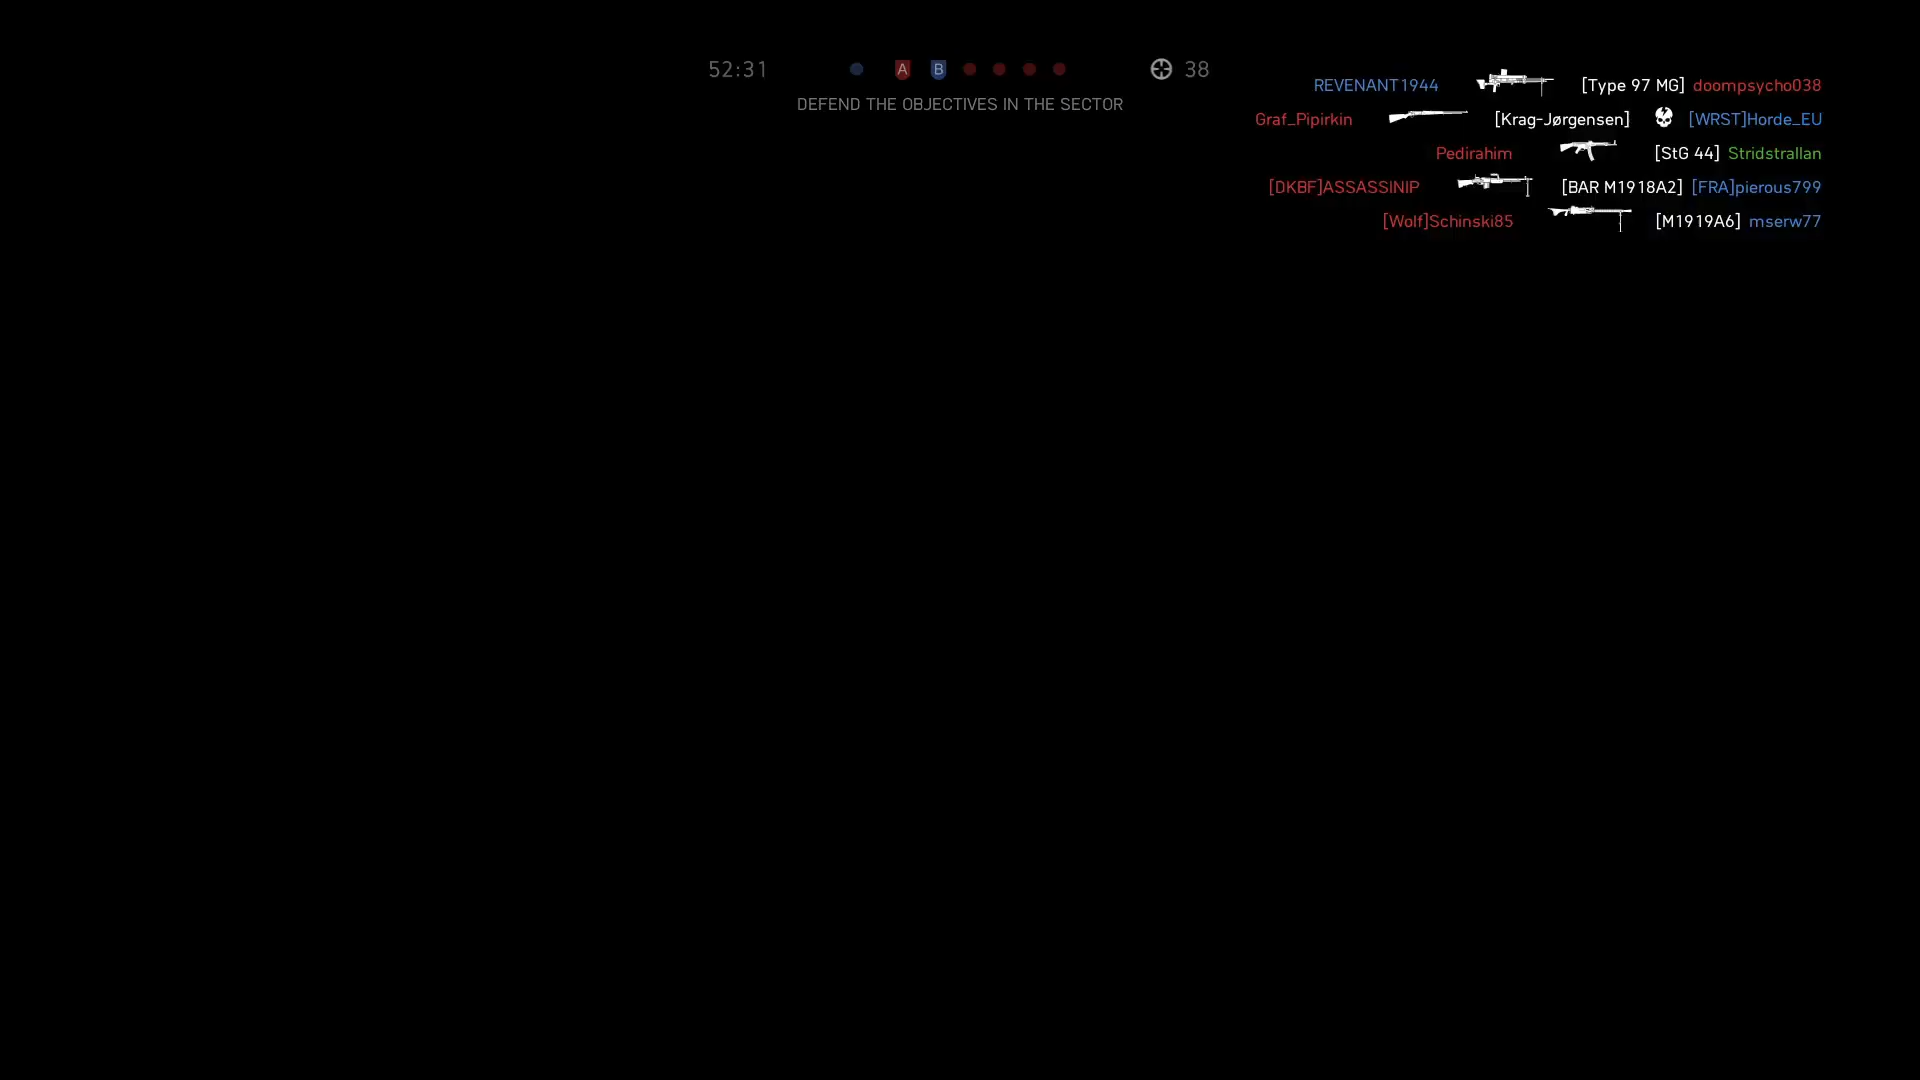 52:31 A B 38
DEFEND THE OBJECTIVES IN THE SECTOR
REVENANT1944 [Type 97 MG] doompsycho038
Graf_Pipirkin [Krag-Jørgensen] [WRST]Horde_EU
Pedirahim [StG 44] Stridstrallan
[DKBF]ASSASSINIP [BAR M1918A2] [FRA]pierous799
[Wolf]Schinski85 [M1919A6] mserw77